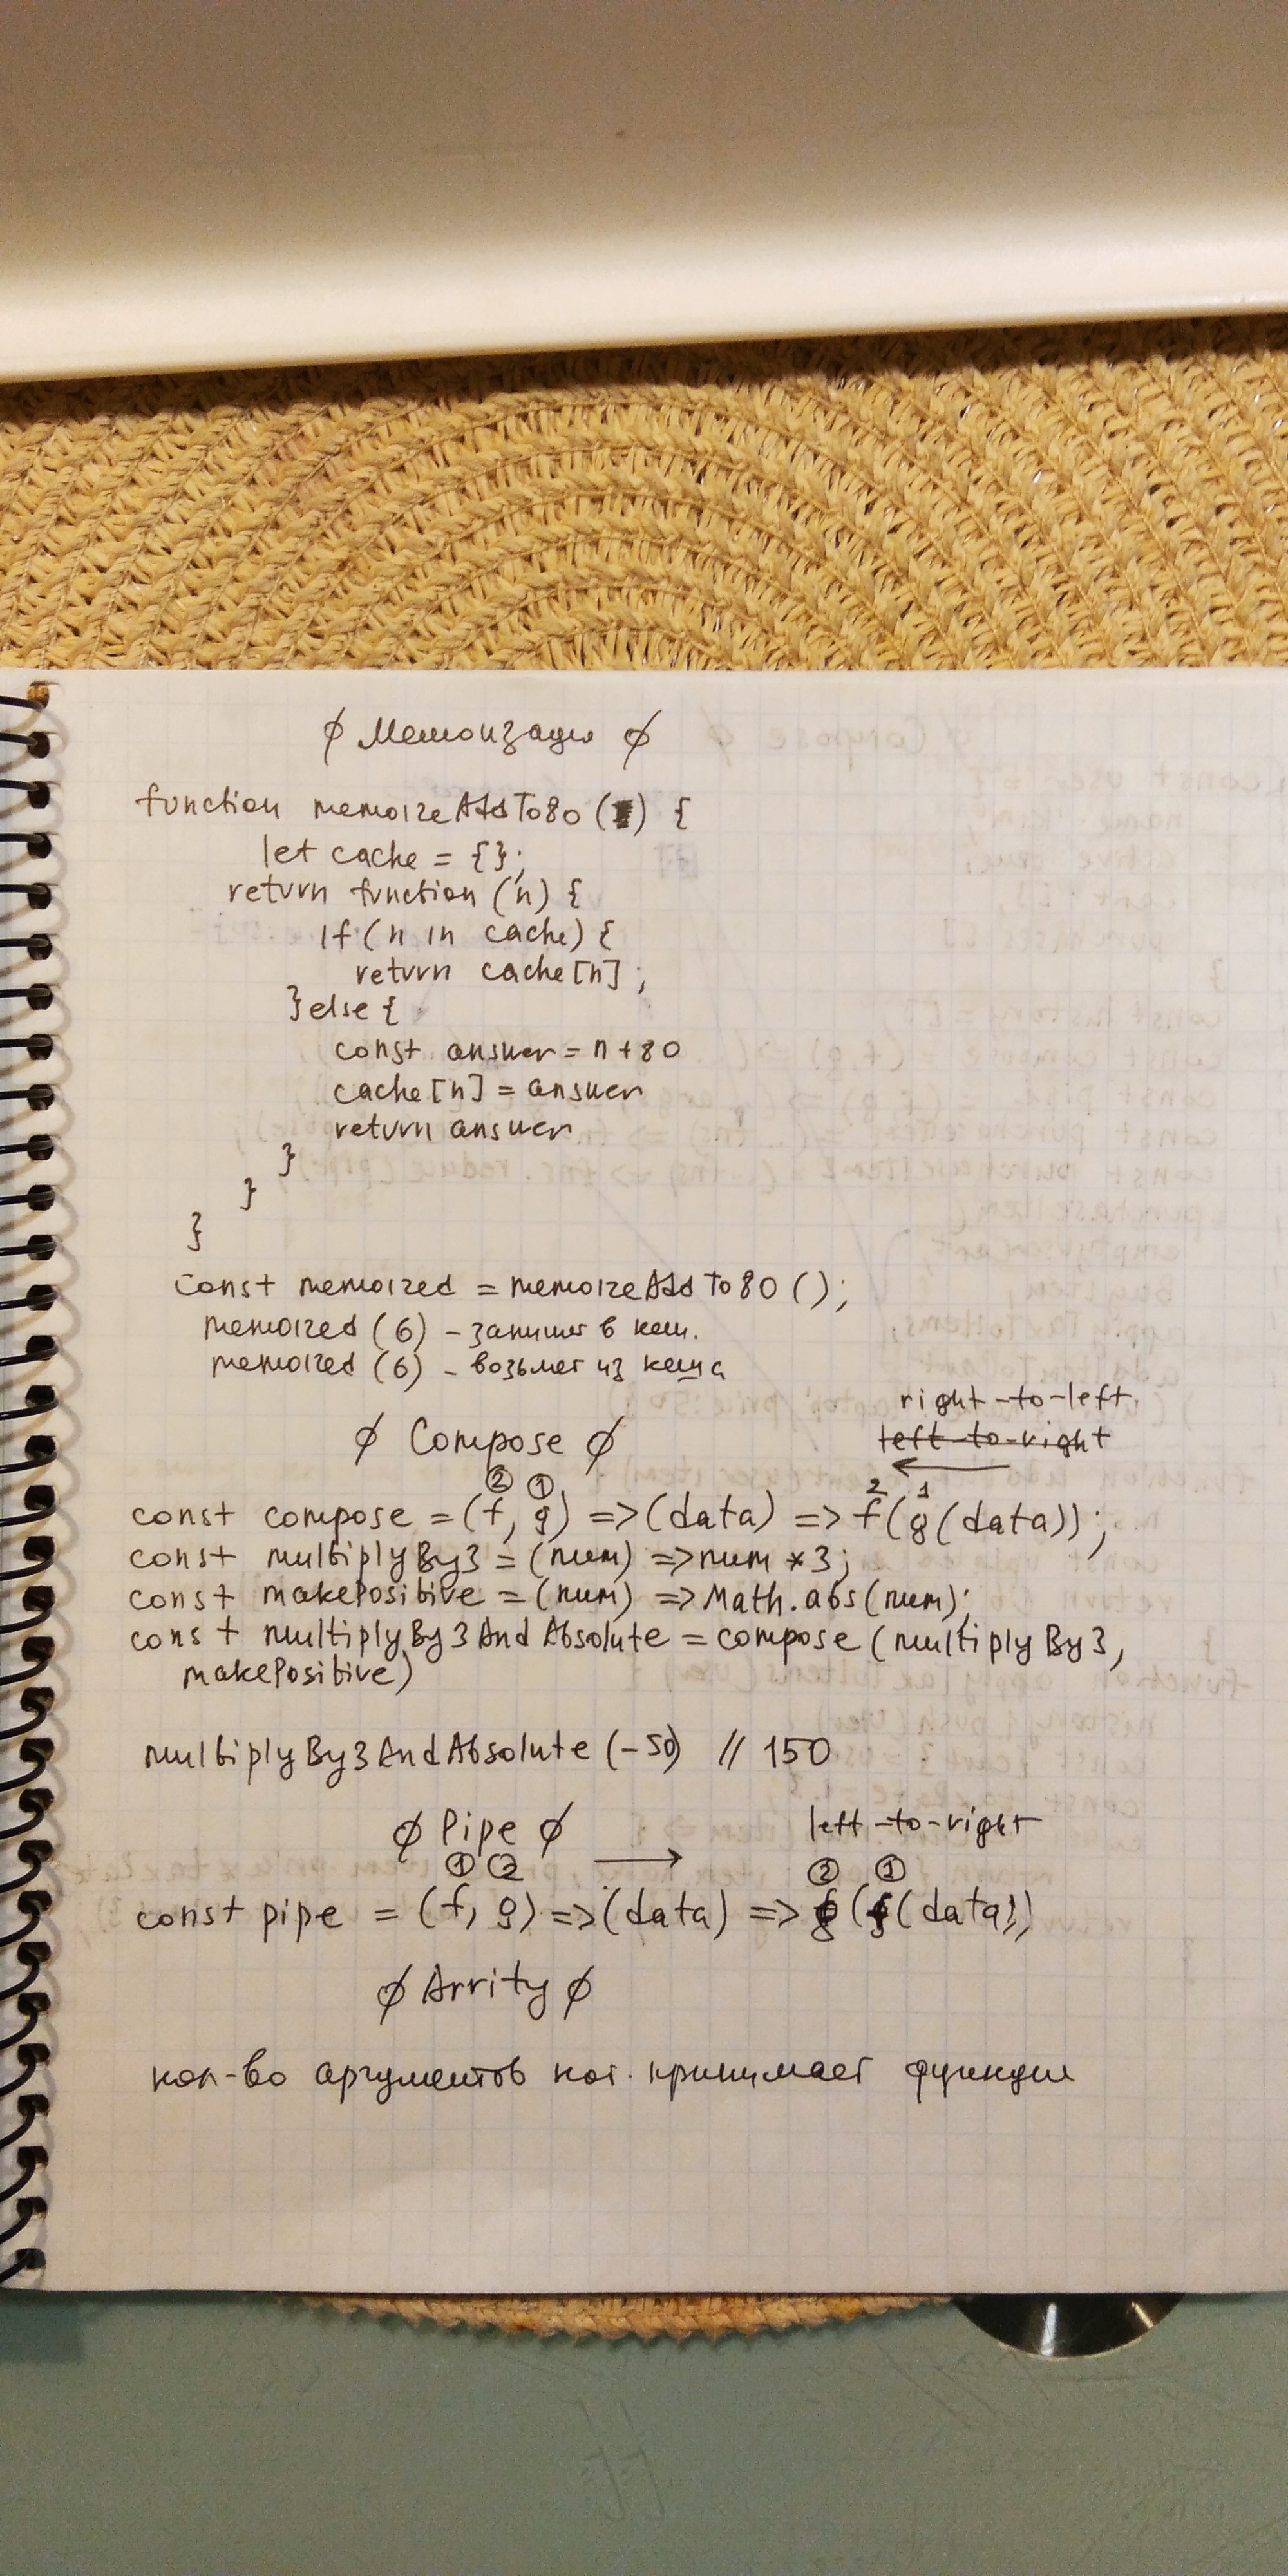 ∅ Мемоизация ∅
function memoizeAddTo80 () {
let cache = {};
return function (n) {
if (n in cache) {
return cache[n];
} else {
const answer = n + 80
cache[n] = answer
return answer
}
}
}
const memoized = memoizeAddTo80 ();
memoized (6) - запишет в кеш.
memoized (6) - возьмет из кеша
right-to-left
∅ Compose ∅ left-to-right
② ① ← 2 1
const compose = (f, g) => (data) => f(g(data));
const multiplyBy3 = (num) => num * 3;
const makePositive = (num) => Math.abs(num);
const multiplyBy3AndAbsolute = compose (multiplyBy3,
makePositive)
multiplyBy3AndAbsolute (-50) // 150
∅ Pipe ∅ left-to-right
① ② → ② ①
const pipe = (f, g) => (data) => g(f(data))
∅ Arrity ∅
кол-во аргументов кот. принимает функция